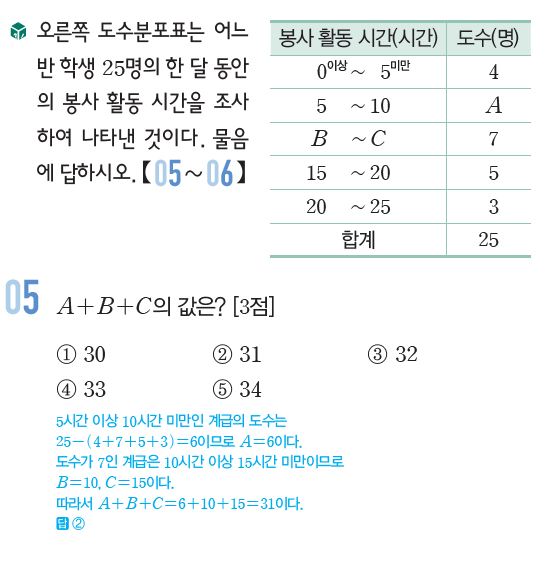 오른쪽 도수분포표는 어느
반 학생 25명의 한 달 동안
의 봉사 활동 시간을 조사
하여 나타낸 것이다. 물음
에 답하시오.【05～06】
봉사 활동 시간(시간) 도수(명)
0이상 ～ 5미만 4
5 ～ 10 A
B ～ C 7
15 ～ 20 5
20 ～ 25 3
합계 25
05 A+B+C의 값은? [3점]
① 30 ② 31 ③ 32
④ 33 ⑤ 34
5시간 이상 10시간 미만인 계급의 도수는
25-(4+7+5+3)=6이므로 A=6이다.
도수가 7인 계급은 10시간 이상 15시간 미만이므로
B=10, C=15이다.
따라서 A+B+C=6+10+15=31이다.
답 ②